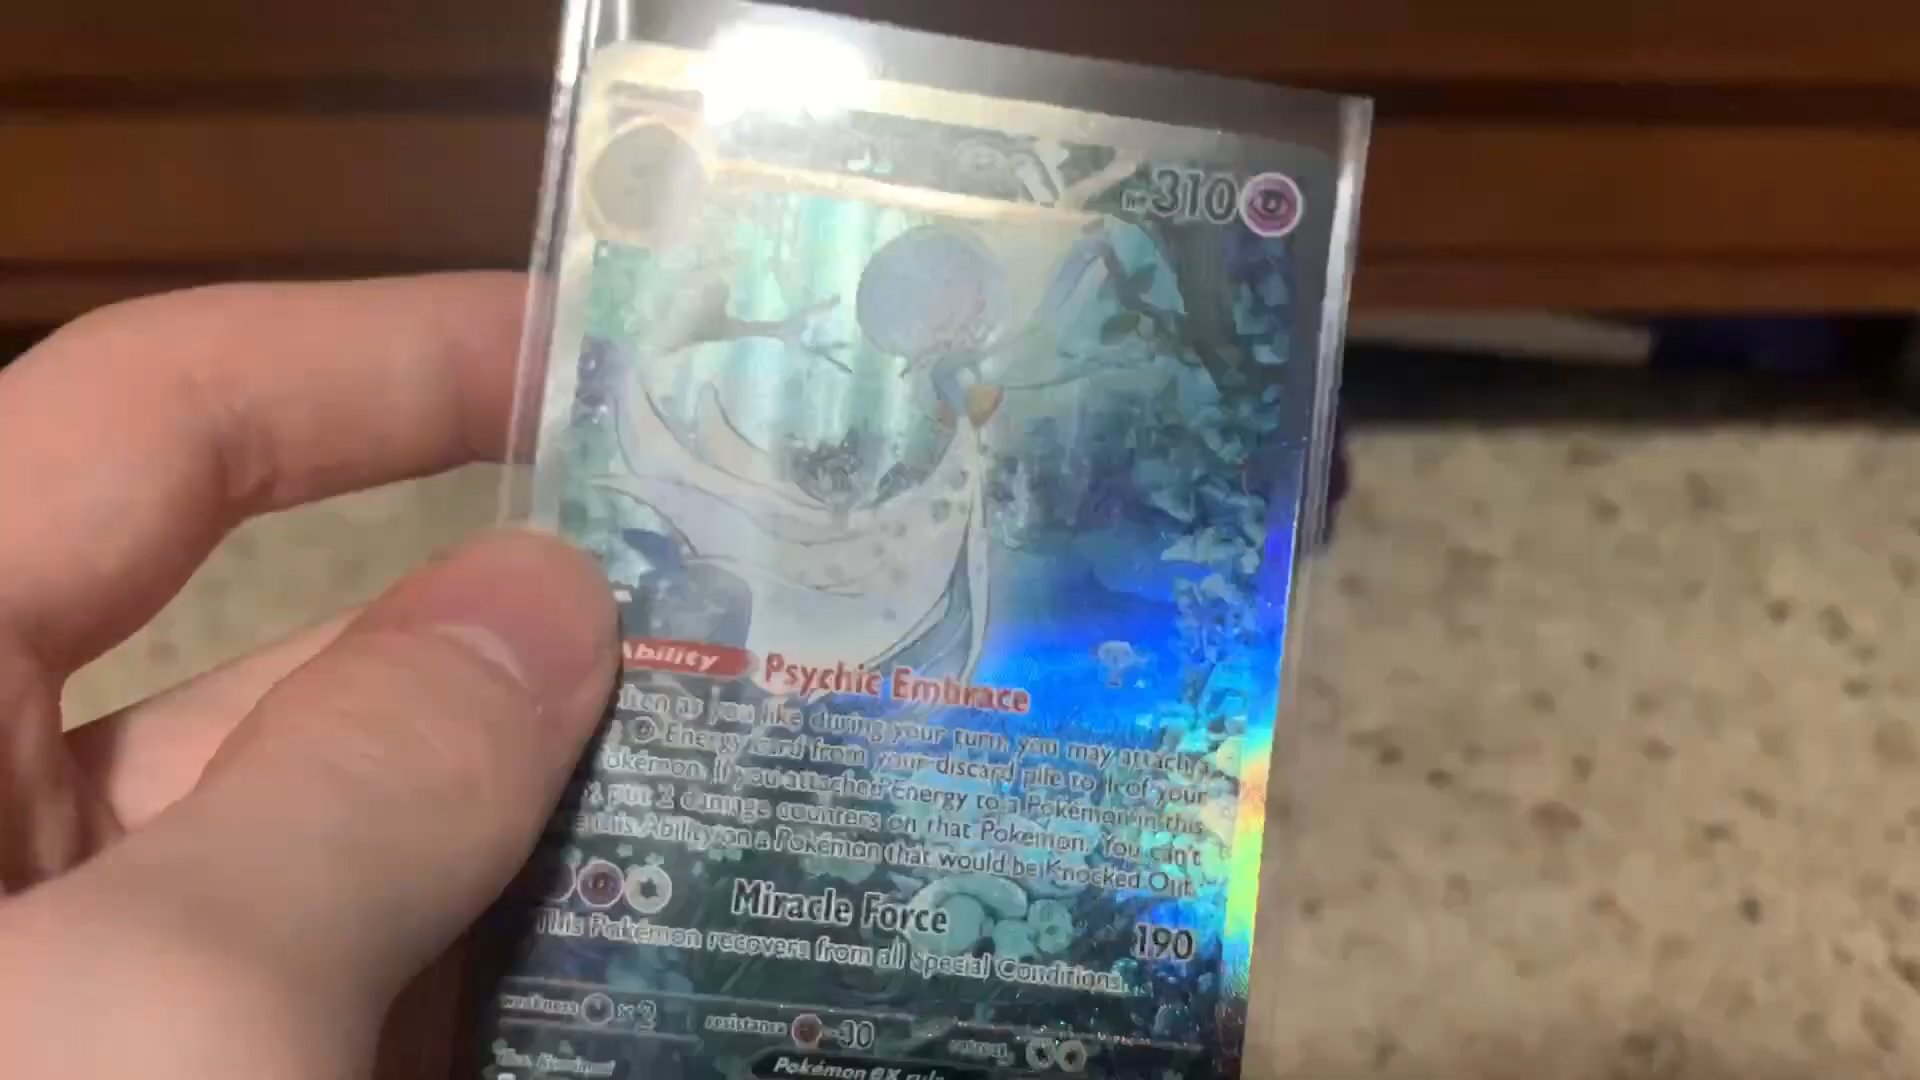 HP 310
Ability Psychic Embrace
often as you like during your turn, you may attach a
Energy card from your discard pile to 1 of your
Pokémon. If you attached Energy to a Pokémon in this
put 2 damage counters on that Pokémon. You can't
this Ability on a Pokémon that would be Knocked Out.
Miracle Force 190
This Pokémon recovers from all Special Conditions.
weakness ×2 resistance -30 retreat
Illus.
Pokémon ex rule